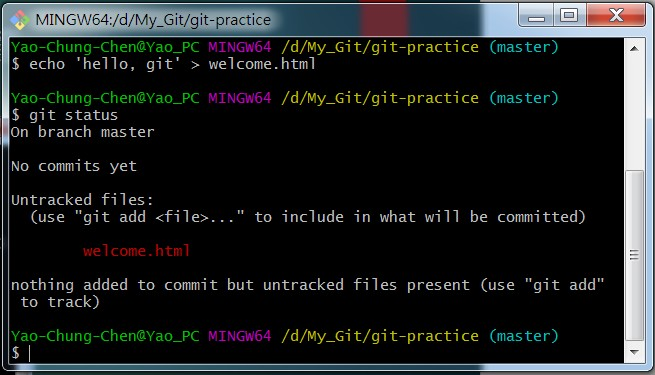 MINGW64:/d/My_Git/git-practice
Yao-Chung-Chen@Yao_PC MINGW64 /d/My_Git/git-practice (master)
$ echo 'hello, git' > welcome.html
Yao-Chung-Chen@Yao_PC MINGW64 /d/My_Git/git-practice (master)
$ git status
On branch master
No commits yet
Untracked files:
(use "git add <file>..." to include in what will be committed)
welcome.html
nothing added to commit but untracked files present (use "git add"
to track)
Yao-Chung-Chen@Yao_PC MINGW64 /d/My_Git/git-practice (master)
$